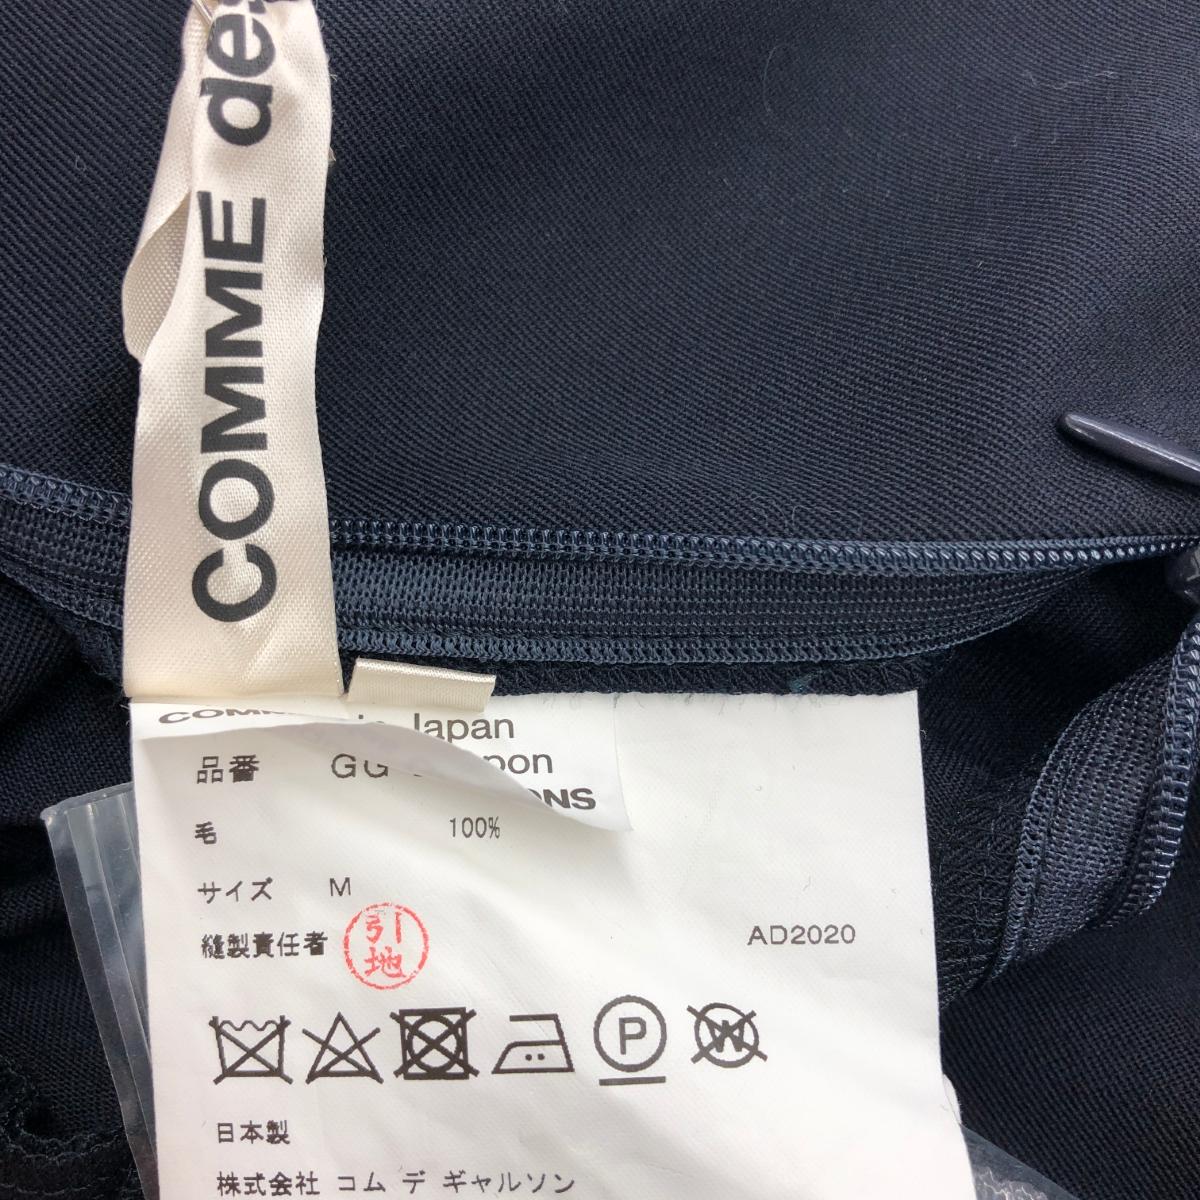 COMME des
in Japan
品番 GG
pon
ONS
毛 100%
サイズ M
縫製責任者 引地
AD2020
P
W
日本製
株式会社 コム デ ギャルソン